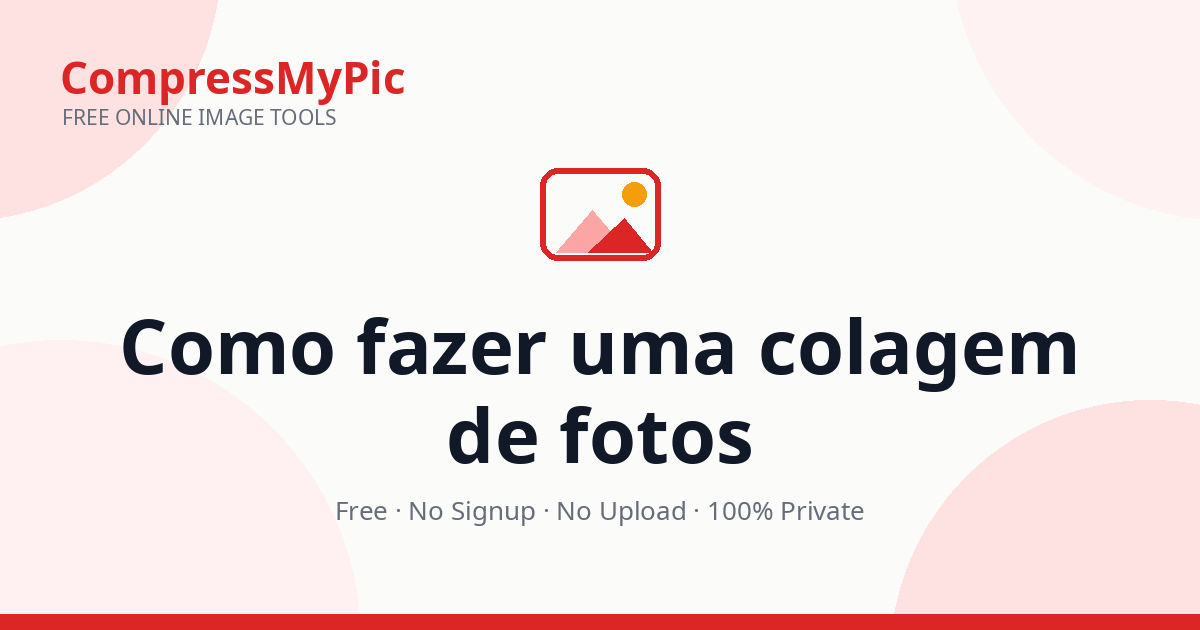 CompressMyPic
FREE ONLINE IMAGE TOOLS
Como fazer uma colagem
de fotos
Free · No Signup · No Upload · 100% Private